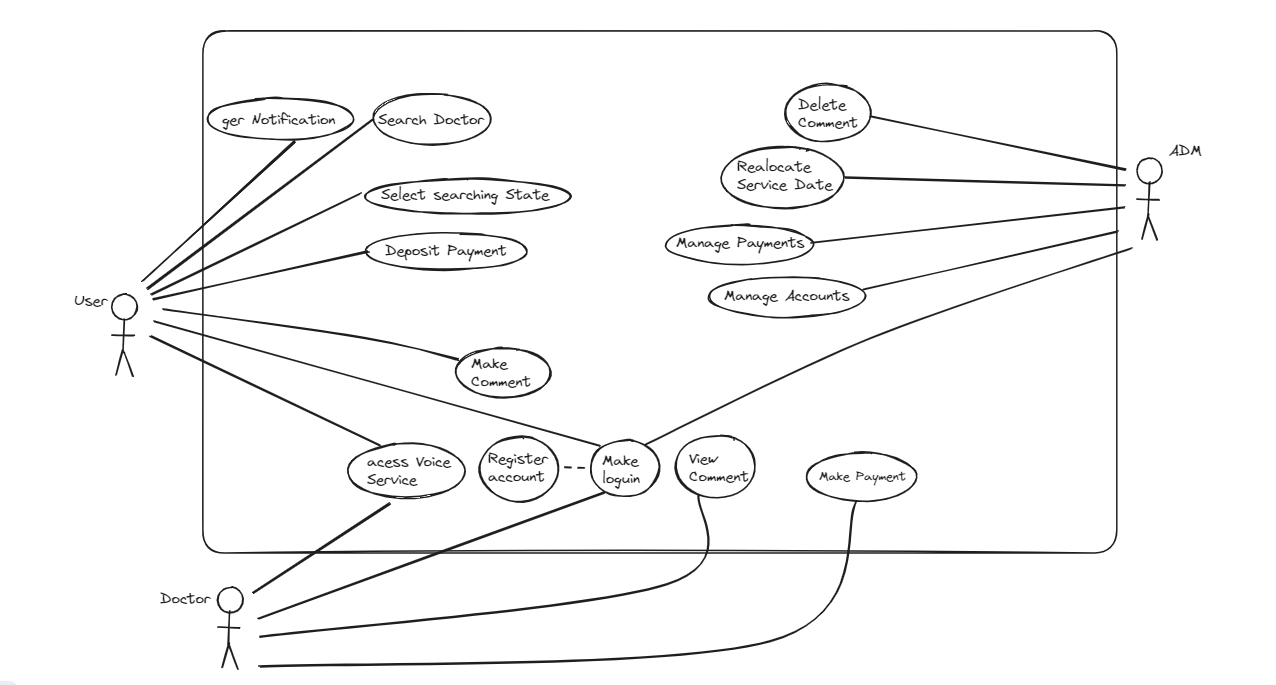 ger Notification
Search Doctor
Delete
Comment
ADM
Realocate
Service Date
Select searching State
Manage Payments
Deposit Payment
Manage Accounts
User
Make
Comment
acess Voice
Service
Register
account
Make
loguin
View
Comment
Make Payment
Doctor